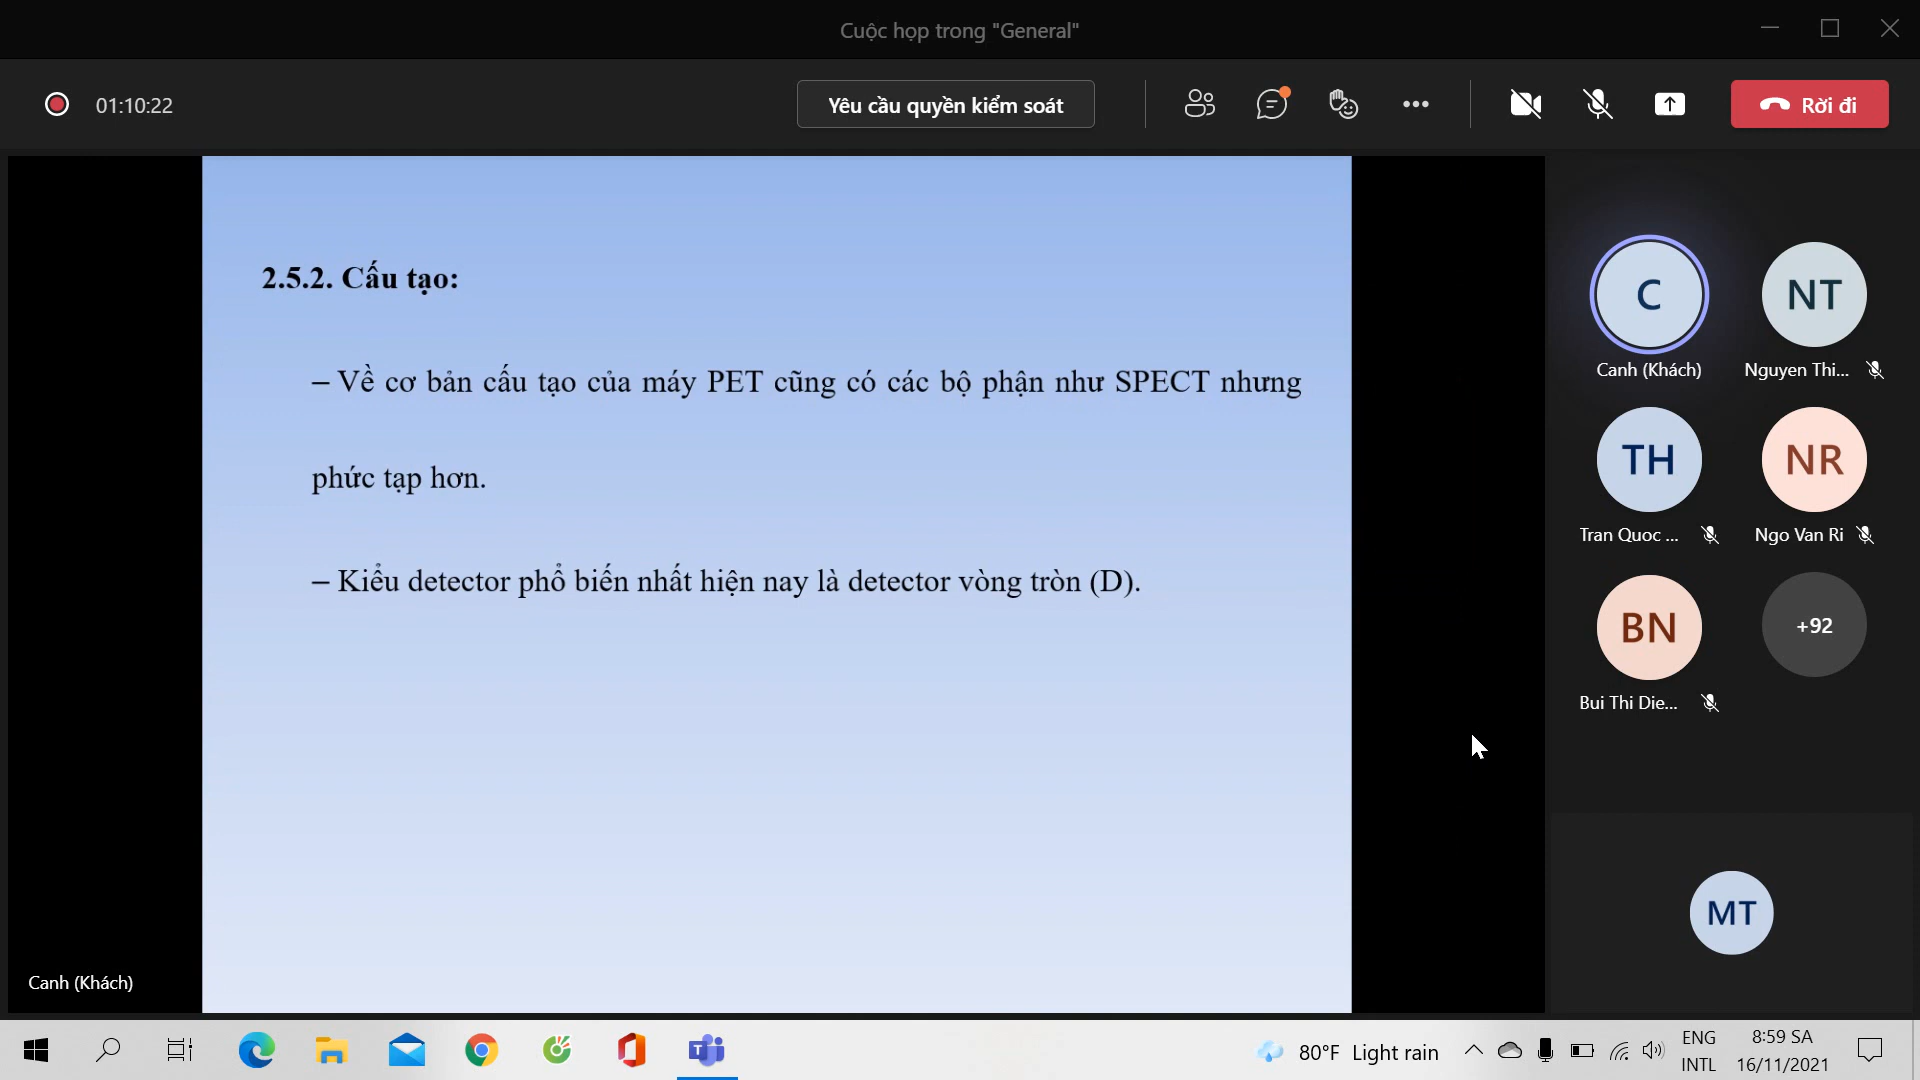 Cuộc họp trong "General"
01:10:22
Yêu cầu quyền kiểm soát
Rời đi
2.5.2. Cấu tạo:
– Về cơ bản cấu tạo của máy PET cũng có các bộ phận như SPECT nhưng
phức tạp hơn.
– Kiểu detector phổ biến nhất hiện nay là detector vòng tròn (D).
Canh (Khách)
C
NT
Canh (Khách)
Nguyen Thi...
TH
NR
Tran Quoc ...
Ngo Van Ri
BN
+92
Bui Thi Die...
MT
80°F Light rain
ENG
INTL
8:59 SA
16/11/2021